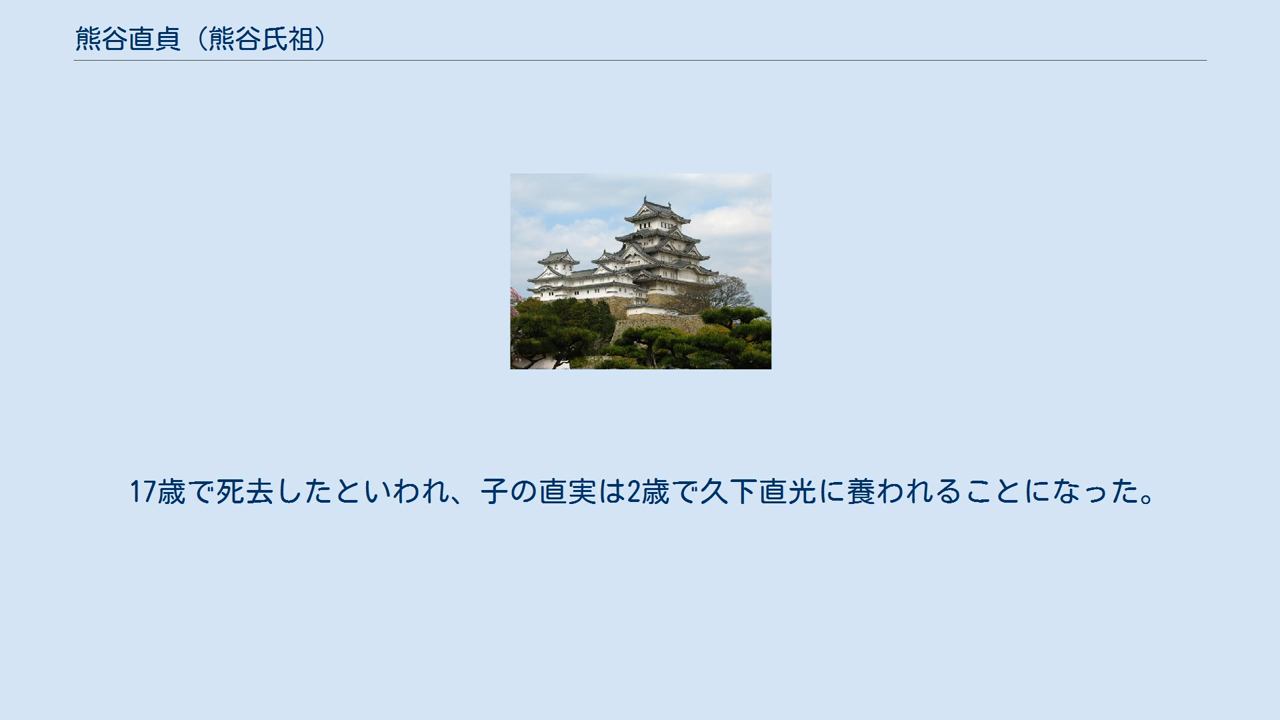 熊谷直貞（熊谷氏祖）
17歳で死去したといわれ、子の直実は2歳で久下直光に養われることになった。